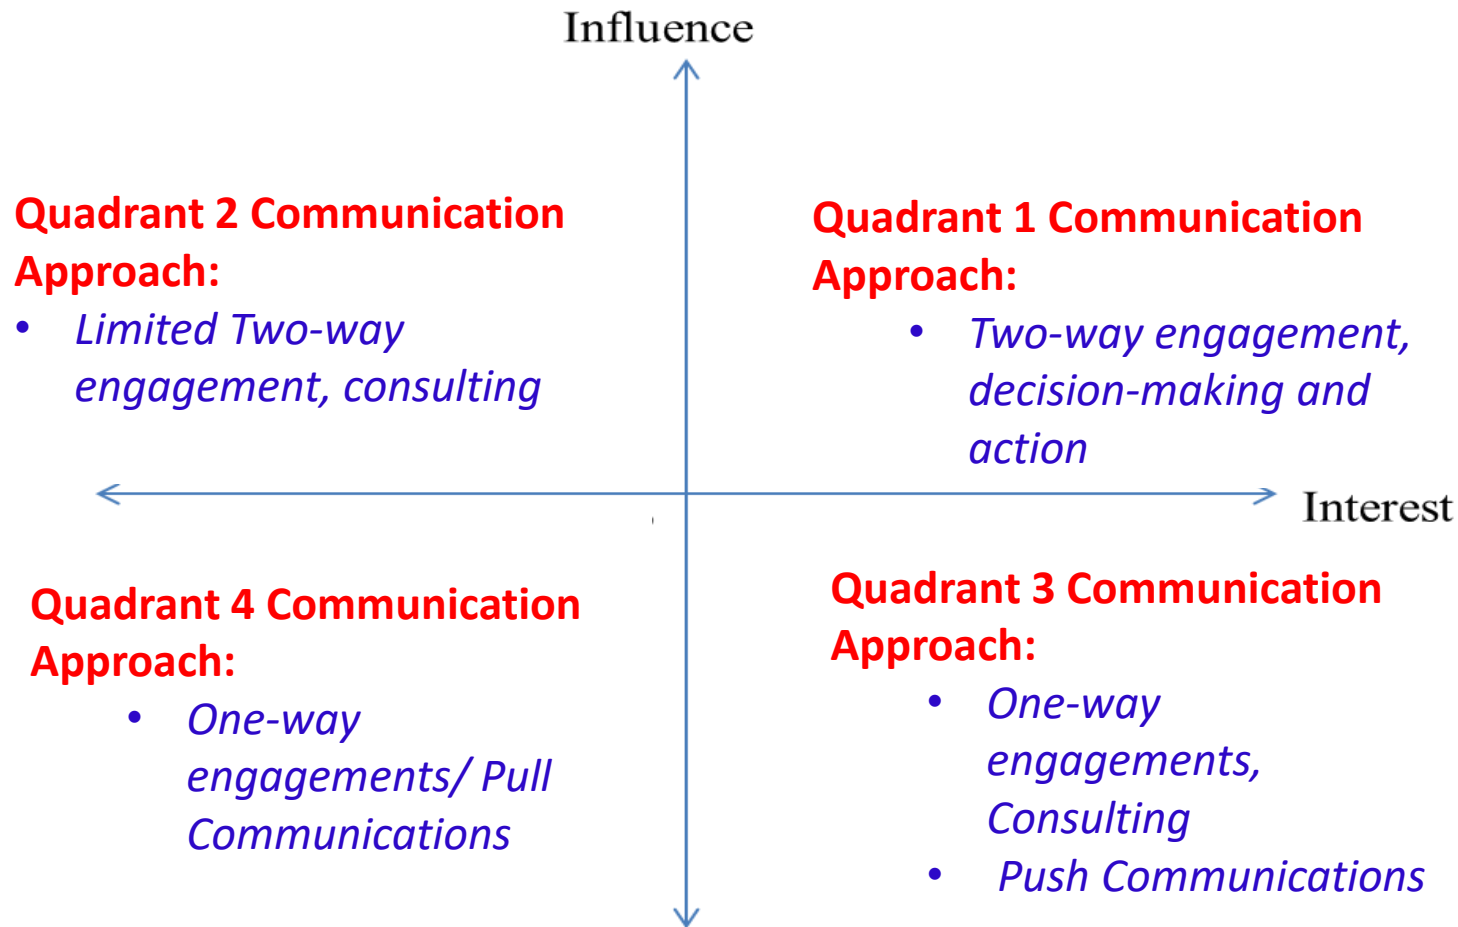 Influence
Quadrant 2 Communication
Approach:
• Limited Two-way
engagement, consulting
Quadrant 1 Communication
Approach:
• Two-way engagement,
decision-making and
action
Interest
Quadrant 4 Communication
Approach:
• One-way
engagements/ Pull
Communications
Quadrant 3 Communication
Approach:
• One-way
engagements,
Consulting
• Push Communications